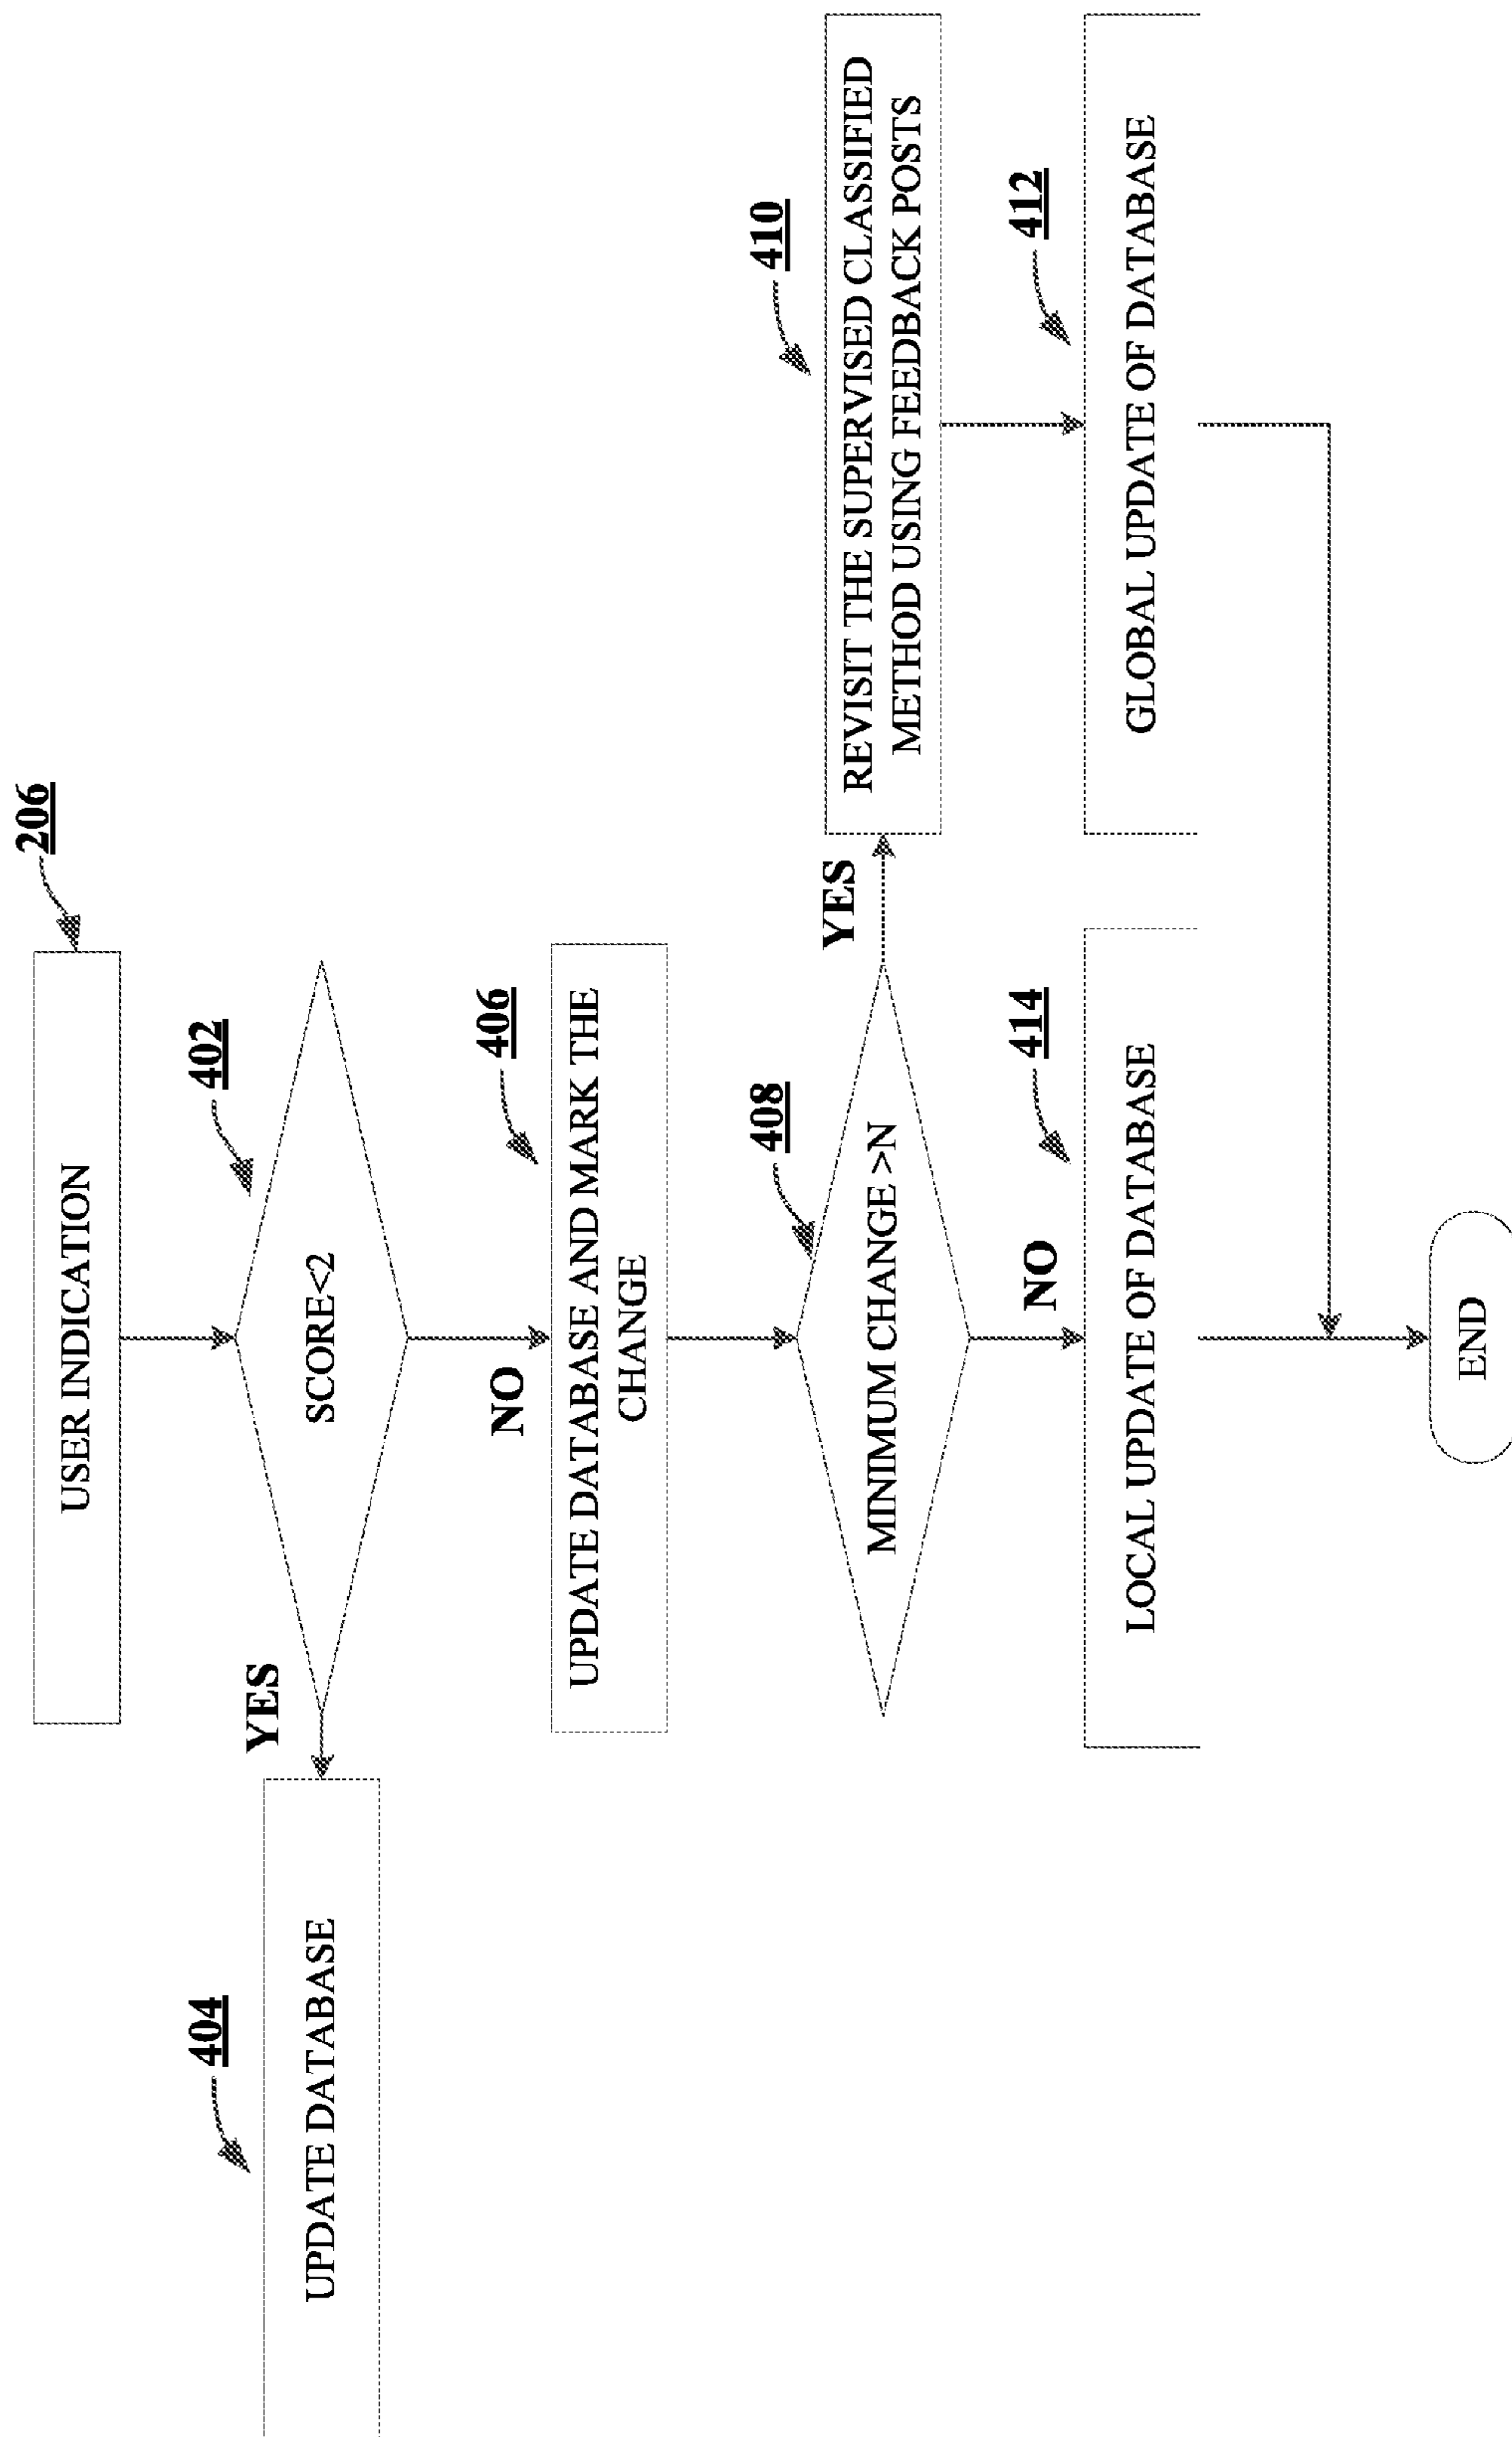 USER INDICATION
206
402
SCORE<2
YES
404
UPDATE DATABASE
NO
406
UPDATE DATABASE AND MARK THE
CHANGE
408
MINIMUM CHANGE >N
YES
410
REVISIT THE SUPERVISED CLASSIFIED
METHOD USING FEEDBACK POSTS
NO
414
LOCAL UPDATE OF DATABASE
412
GLOBAL UPDATE OF DATABASE
END